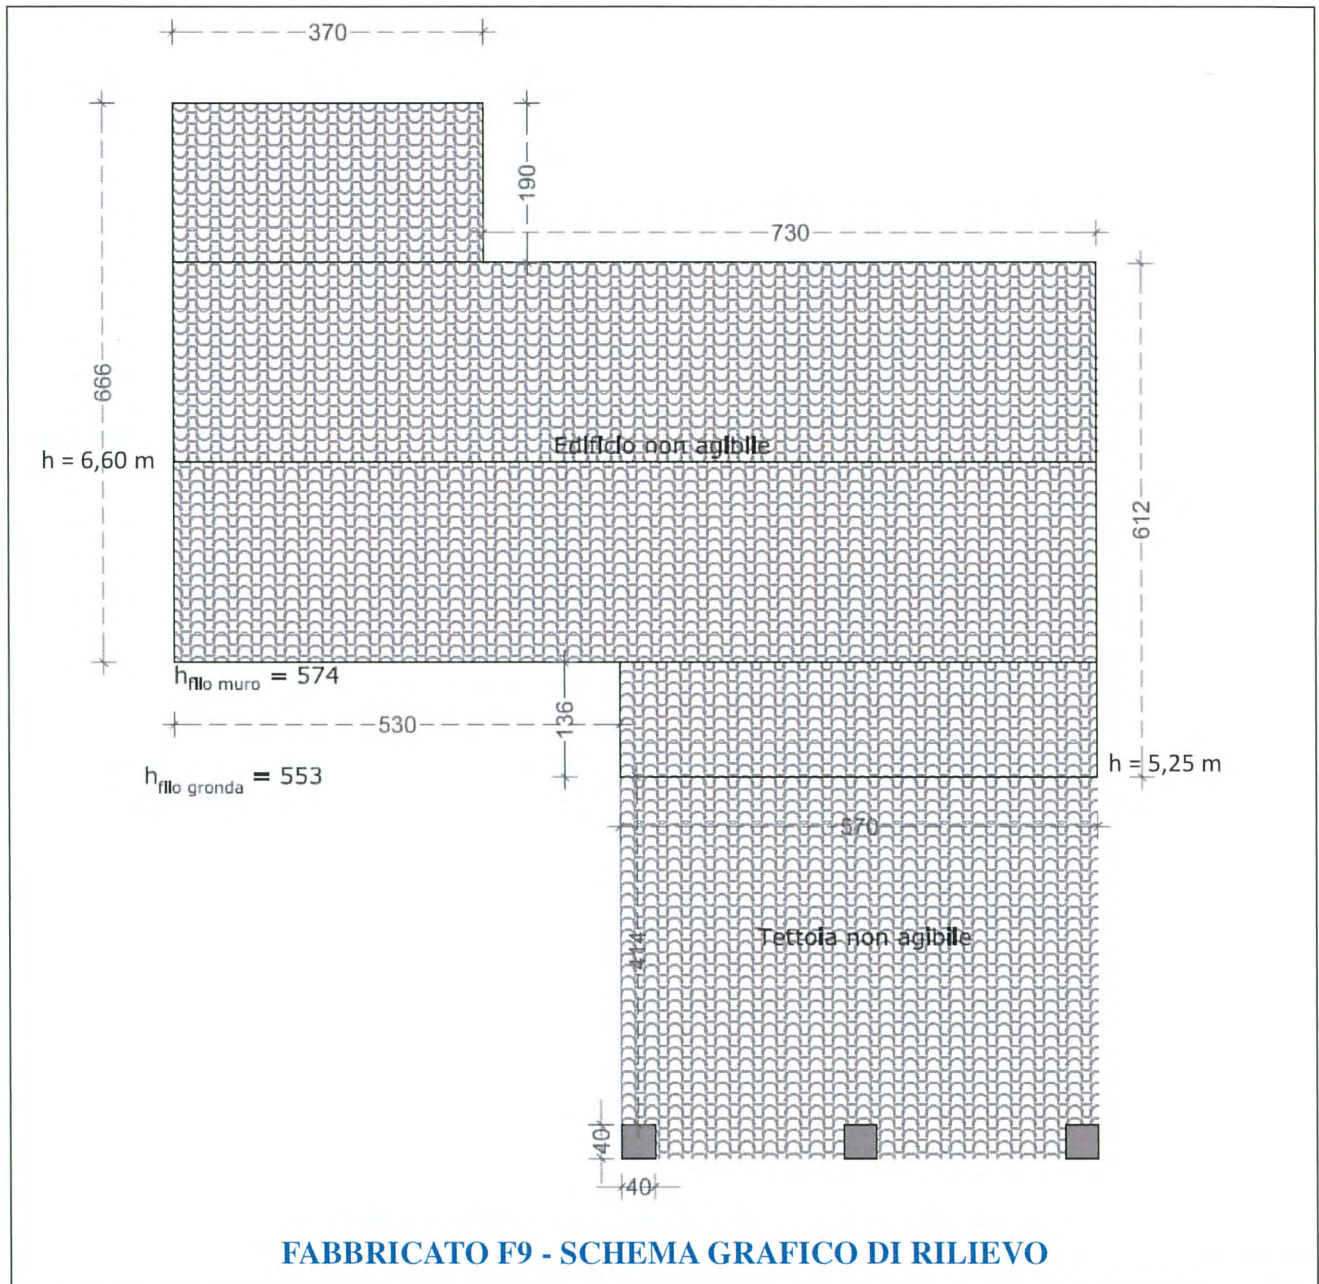 370
190
730
666
Edificio non agibile
h = 6,60 m
612
hfilo muro = 574
530
136
h = 5,25 m
hfilo gronda = 553
570
Tettoia non agibile
414
40
40
FABBRICATO F9 - SCHEMA GRAFICO DI RILIEVO